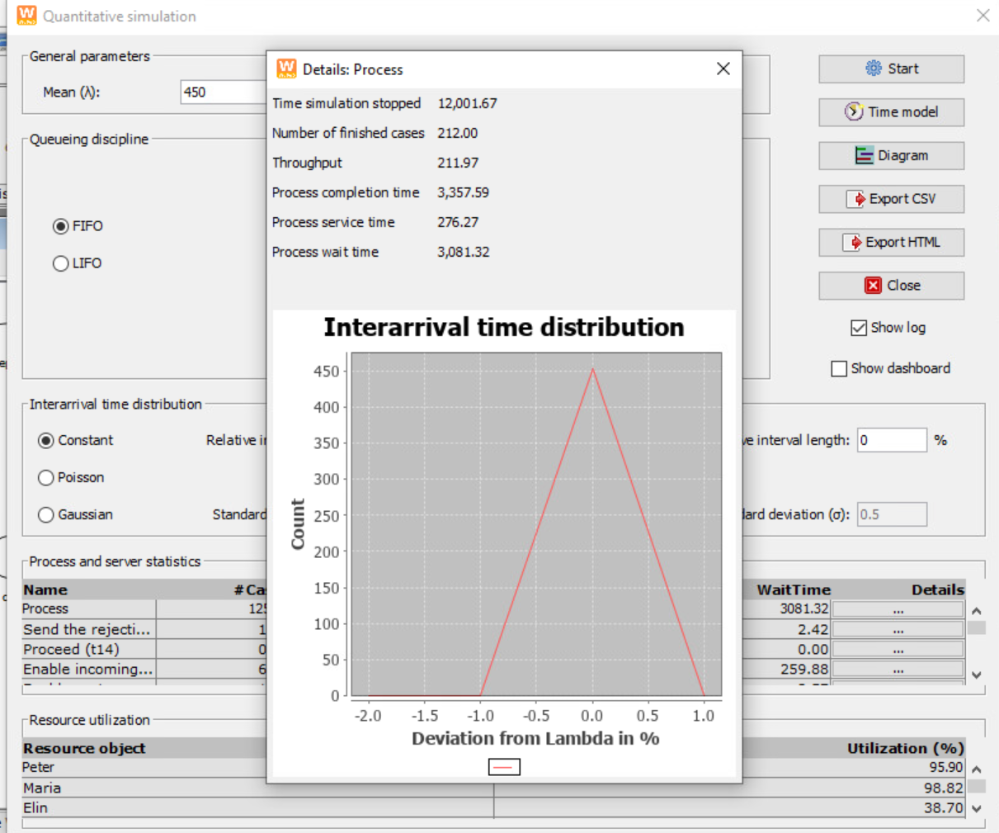 Quantitative simulation
General parameters
Mean (λ): 450
Queueing discipline
FIFO
LIFO
Interarrival time distribution
Constant
Poisson
Gaussian
Relative
Standard
interval length: 0 %
deviation (σ): 0.5
Process and server statistics
Name
WaitTime Details
Process 3081.32 ...
Send the rejecti... 2.42 ...
Proceed (t14) 0.00 ...
Enable incoming... 259.88 ...
Resource utilization
Resource object Utilization (%)
Peter 95.90
Maria 98.82
Elin 38.70
Start
Time model
Diagram
Export CSV
Export HTML
Close
Show log
Show dashboard
Details: Process
Time simulation stopped 12,001.67
Number of finished cases 212.00
Throughput 211.97
Process completion time 3,357.59
Process service time 276.27
Process wait time 3,081.32
Interarrival time distribution
Count
450
400
350
300
250
200
150
100
50
0
-2.0 -1.5 -1.0 -0.5 0.0 0.5 1.0
Deviation from Lambda in %